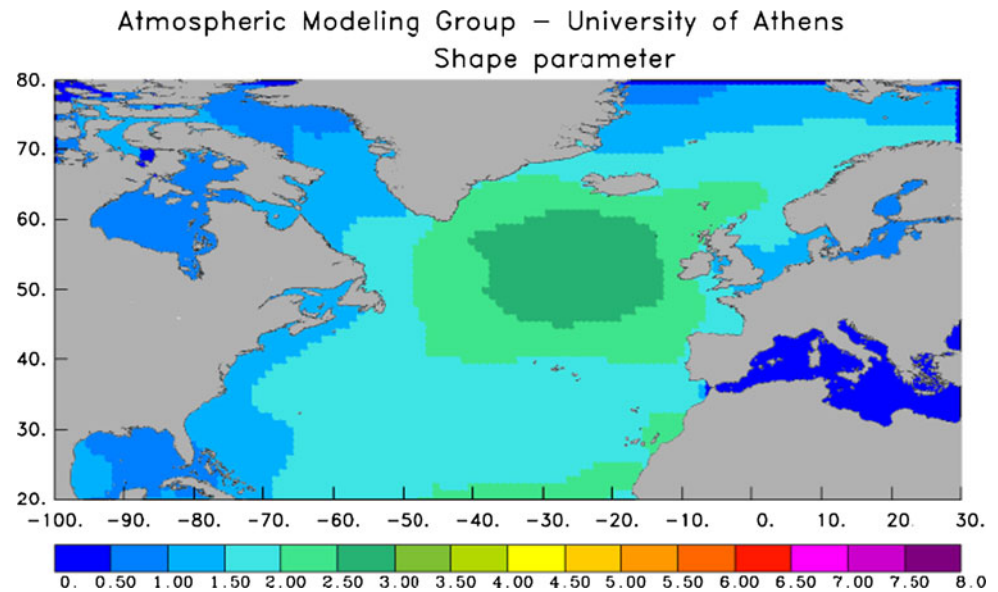 Atmospheric Modeling Group – University of Athens
Shape parameter
80.
70.
60.
50.
40.
30.
20.
-100. -90. -80. -70. -60. -50. -40. -30. -20. -10. 0. 10. 20. 30.
0. 0.50 1.00 1.50 2.00 2.50 3.00 3.50 4.00 4.50 5.00 5.50 6.00 6.50 7.00 7.50 8.0